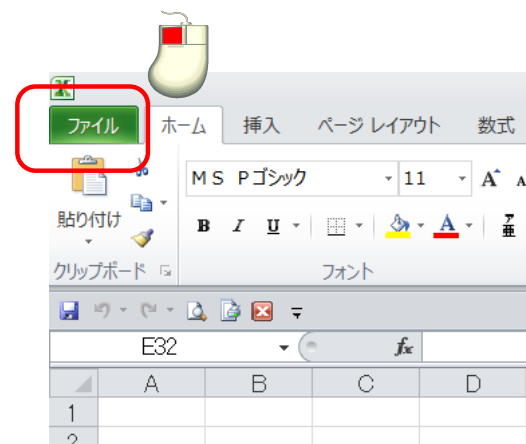 ファイル ホーム 挿入 ページ レイアウト 数式
ＭＳ Ｐゴシック 11 A A
貼り付け B I U A
クリップボード フォント
E32 fx
A B C D
1
2